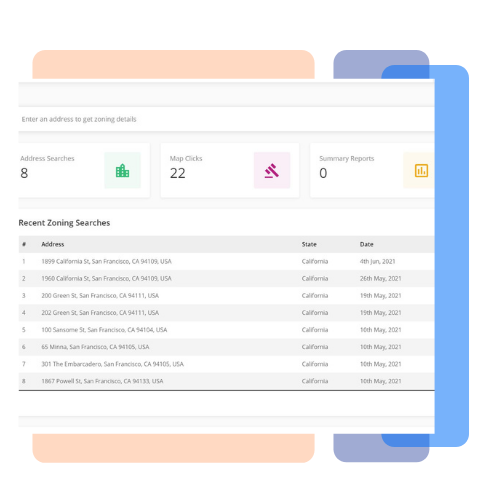 Enter an address to get zoning details
Address Searches
8
Map Clicks
22
Summary Reports
0
Recent Zoning Searches
# Address State Date
1 1899 California St, San Francisco, CA 94109, USA California 4th Jun, 2021
2 1960 California St, San Francisco, CA 94109, USA California 26th May, 2021
3 200 Green St, San Francisco, CA 94111, USA California 19th May, 2021
4 202 Green St, San Francisco, CA 94111, USA California 19th May, 2021
5 100 Sansome St, San Francisco, CA 94104, USA California 10th May, 2021
6 65 Minna, San Francisco, CA 94105, USA California 10th May, 2021
7 301 The Embarcadero, San Francisco, CA 94105, USA California 10th May, 2021
8 1867 Powell St, San Francisco, CA 94133, USA California 10th May, 2021